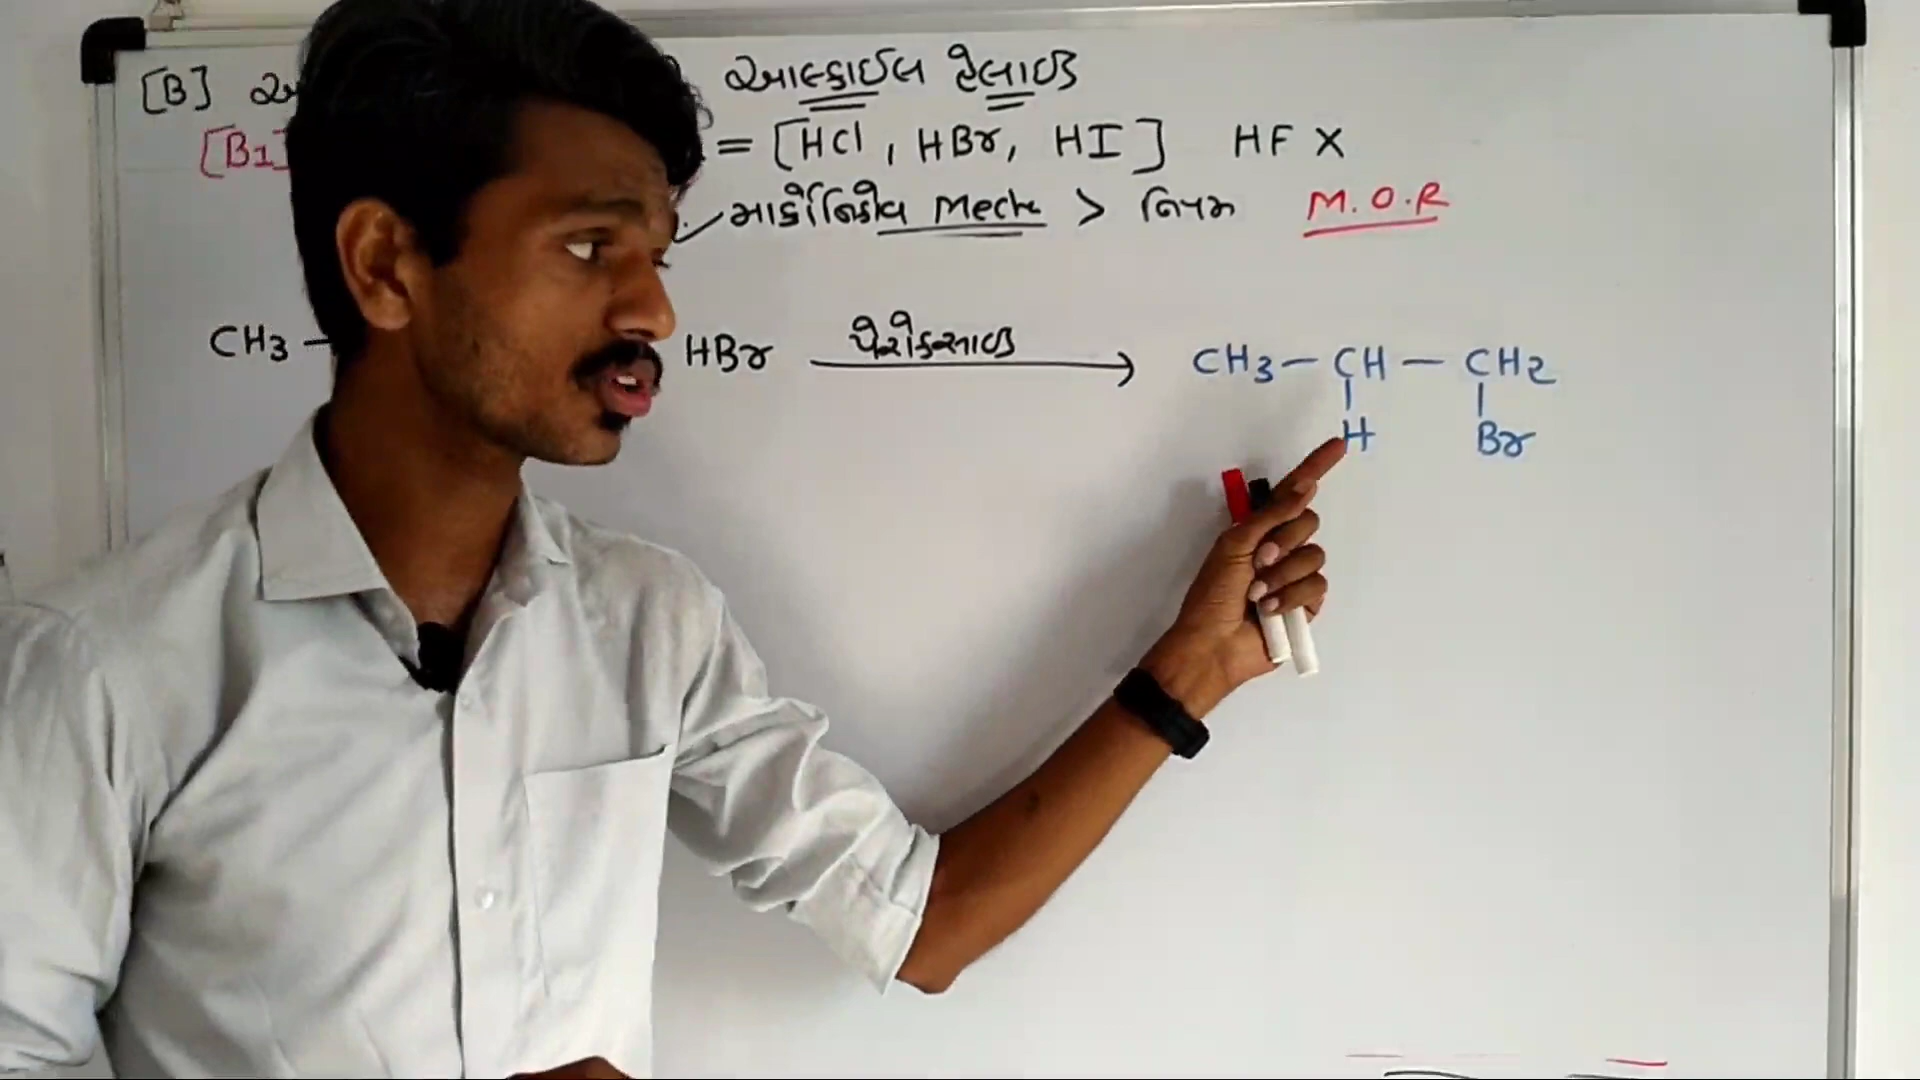 [B] આલ્કાઈલ હેલાઈડ
[B1] = [HCl, HBr, HI] HF X
માર્કોનિકોવ Mech > નિયમ M.O.R
CH3 – HBr પેરોક્સાઈડ → CH3 – CH – CH2
H Br